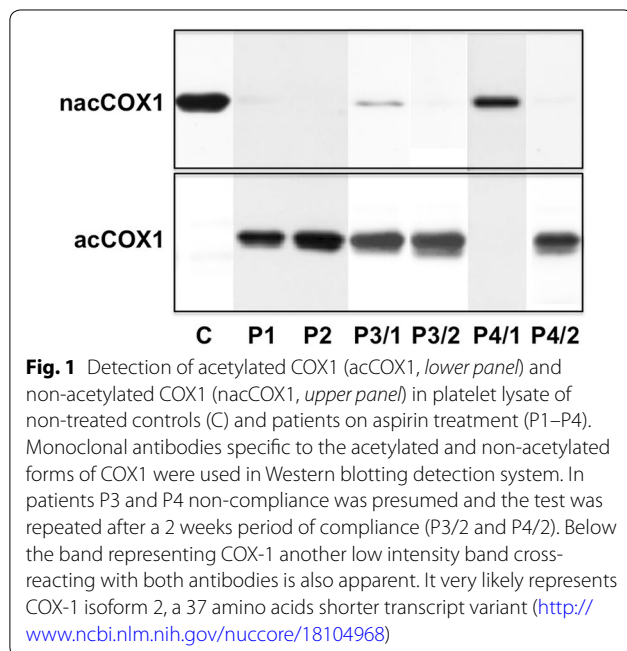 nacCOX1
acCOX1
C P1 P2 P3/1 P3/2 P4/1 P4/2
Fig. 1 Detection of acetylated COX1 (acCOX1, lower panel) and
non-acetylated COX1 (nacCOX1, upper panel) in platelet lysate of
non-treated controls (C) and patients on aspirin treatment (P1–P4).
Monoclonal antibodies specific to the acetylated and non-acetylated
forms of COX1 were used in Western blotting detection system. In
patients P3 and P4 non-compliance was presumed and the test was
repeated after a 2 weeks period of compliance (P3/2 and P4/2). Below
the band representing COX-1 another low intensity band cross-
reacting with both antibodies is also apparent. It very likely represents
COX-1 isoform 2, a 37 amino acids shorter transcript variant (http://
www.ncbi.nlm.nih.gov/nuccore/18104968)